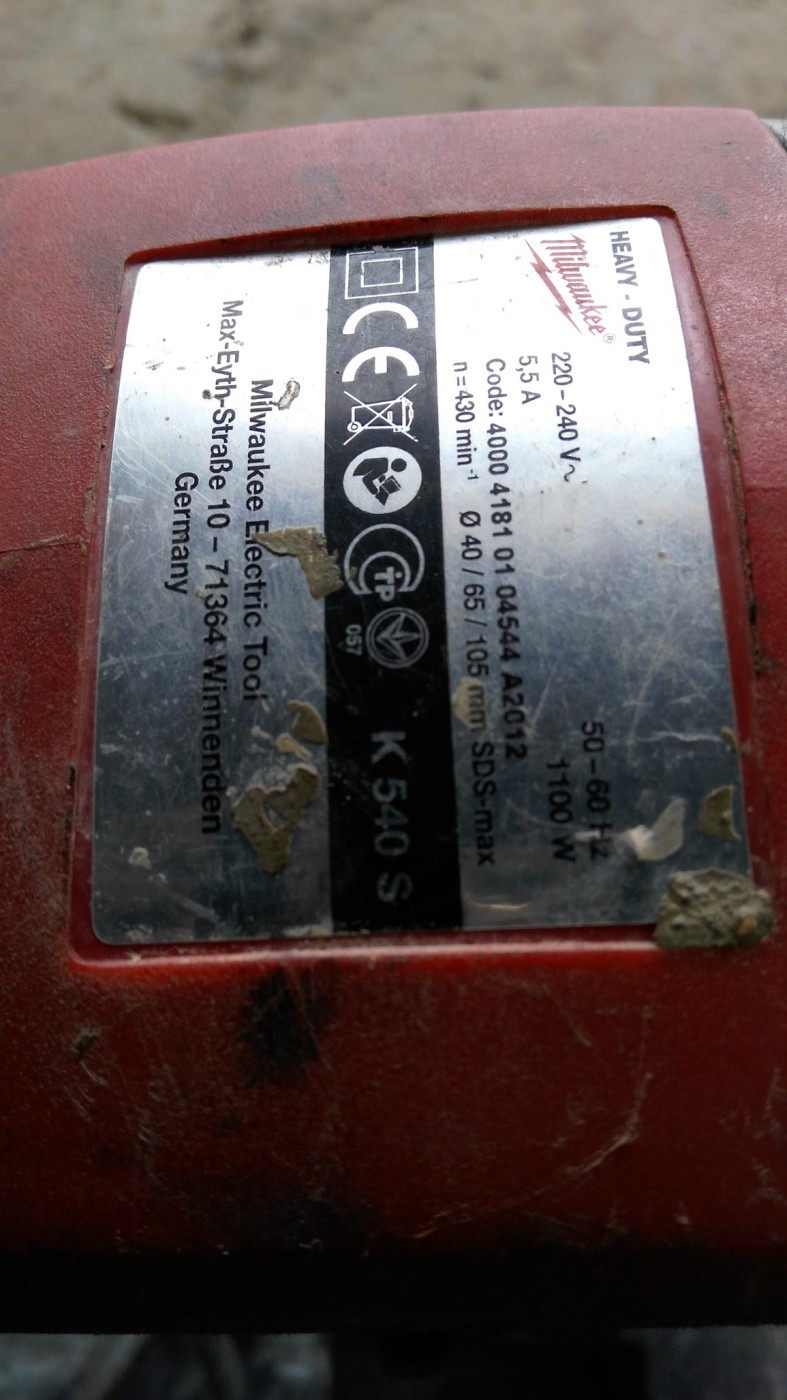 HEAVY - DUTY
Milwaukee®
220 – 240 V~ 50 – 60 Hz
5,5 A 1100 W
Code: 4000 4181 01 04544 A2012
n = 430 min⁻¹ Ø 40 / 65 / 105 mm SDS-max
CE TP 057 K 540 S
Milwaukee Electric Tool
Max-Eyth-Straße 10 – 71364 Winnenden
Germany